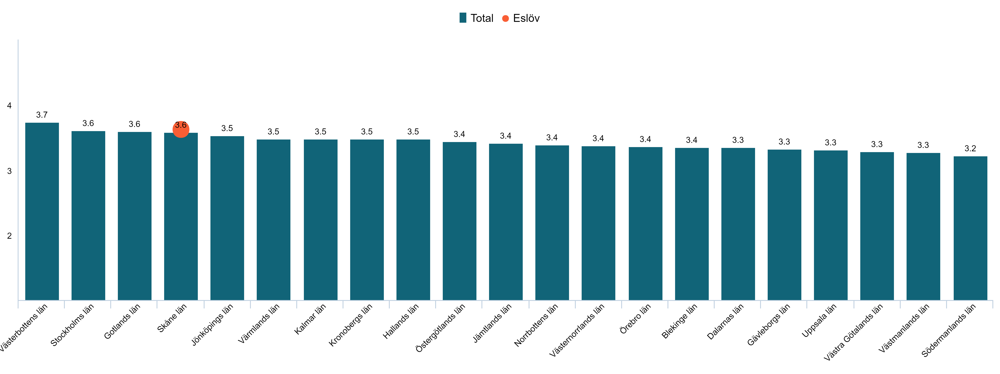 Total Eslöv
4
3
2
3.7 3.6 3.6 3.6 3.5 3.5 3.5 3.5 3.5 3.4 3.4 3.4 3.4 3.4 3.4 3.3 3.3 3.3 3.3 3.3 3.2
Västerbottens län
Stockholms län
Gotlands län
Skåne län
Jönköpings län
Värmlands län
Kalmar län
Kronobergs län
Hallands län
Östergötlands län
Jämtlands län
Norrbottens län
Västernorrlands län
Örebro län
Blekinge län
Dalarnas län
Gävleborgs län
Uppsala län
Västra Götalands län
Västmanlands län
Södermanlands län